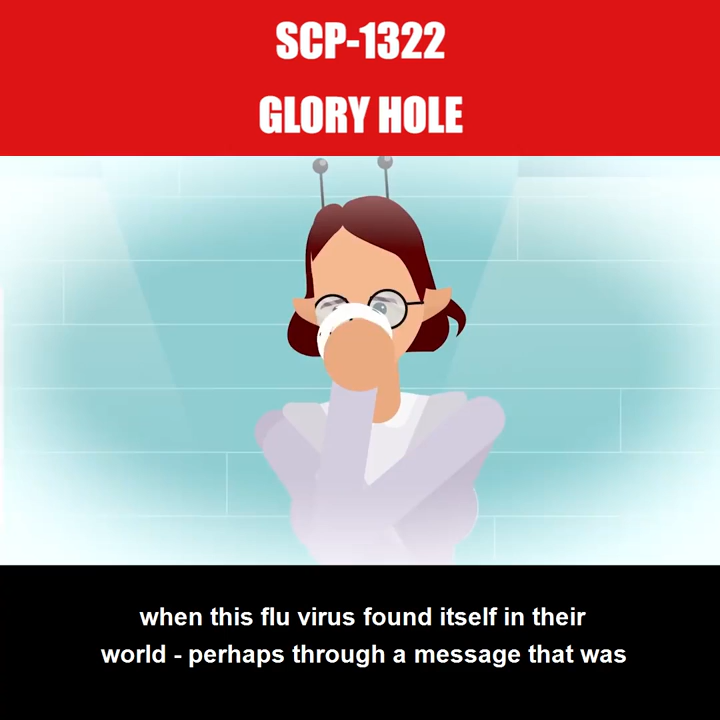 SCP-1322
GLORY HOLE
when this flu virus found itself in their
world - perhaps through a message that was